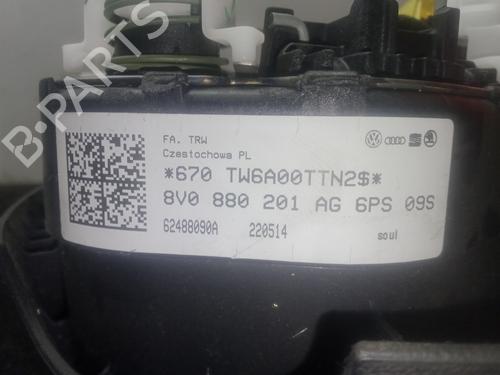 B-PARTS
FA. TRW
Czestochowa PL
*670 TW6A00TTN2$*
8V0 880 201 AG 6PS 09S
62488090A 220514
soul